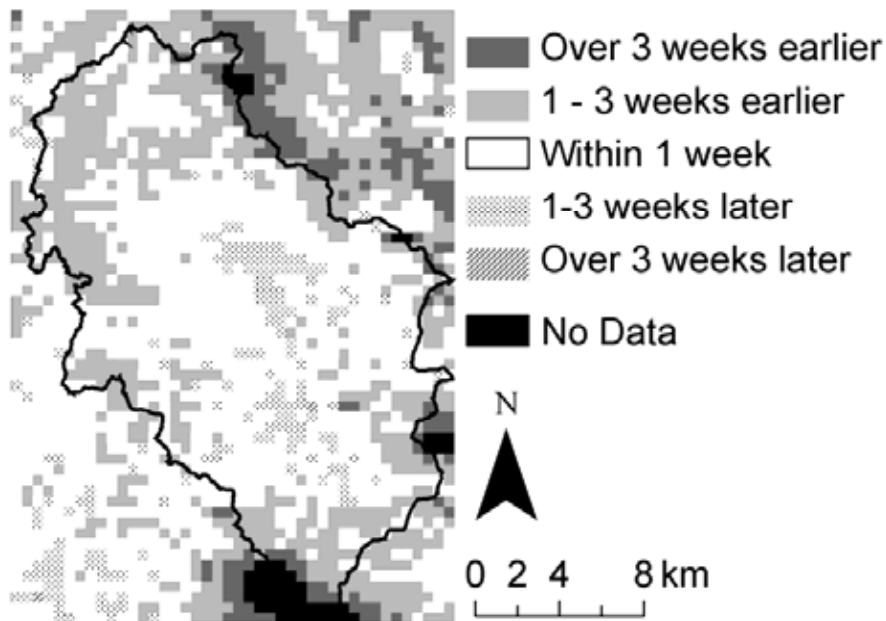 Over 3 weeks earlier
1 - 3 weeks earlier
Within 1 week
1-3 weeks later
Over 3 weeks later
No Data
N
0 2 4 8 km